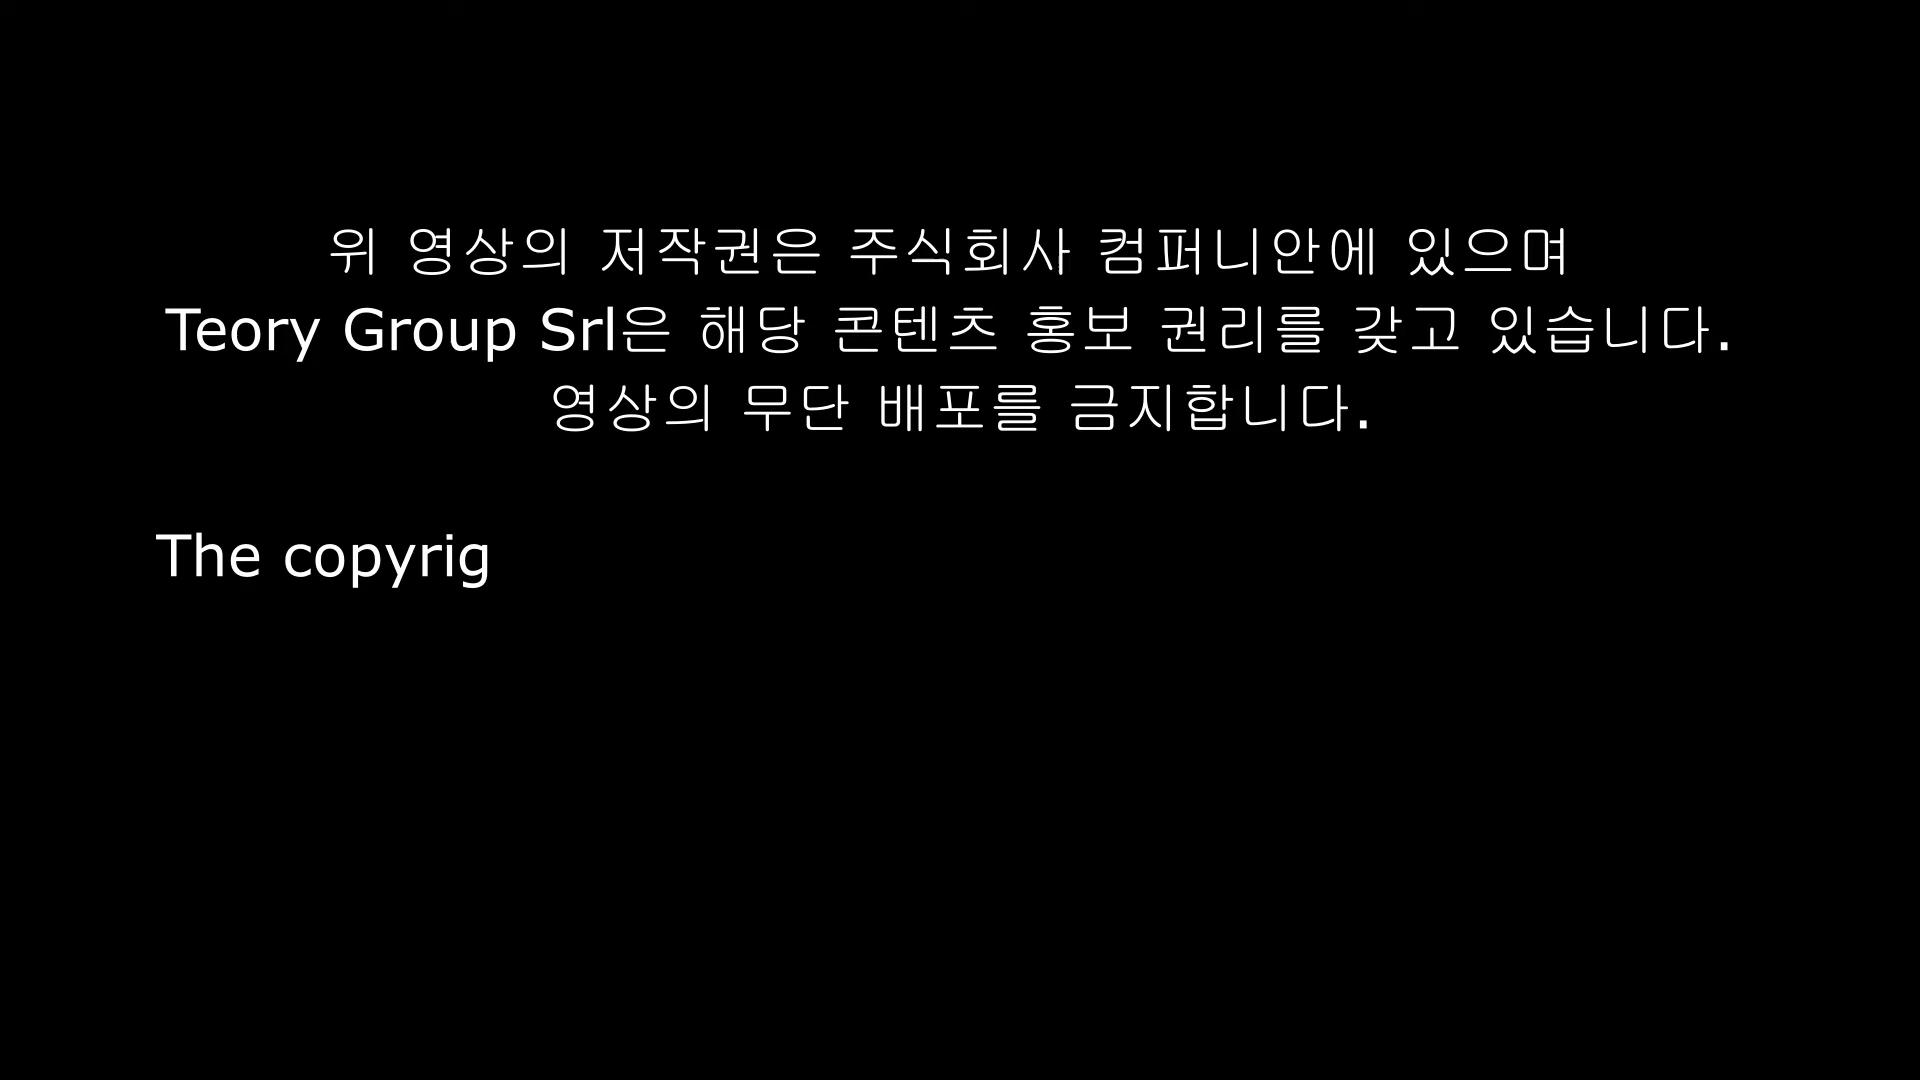 위 영상의 저작권은 주식회사 컴퍼니안에 있으며
Teory Group Srl은 해당 콘텐츠 홍보 권리를 갖고 있습니다.
영상의 무단 배포를 금지합니다.
The copyrig